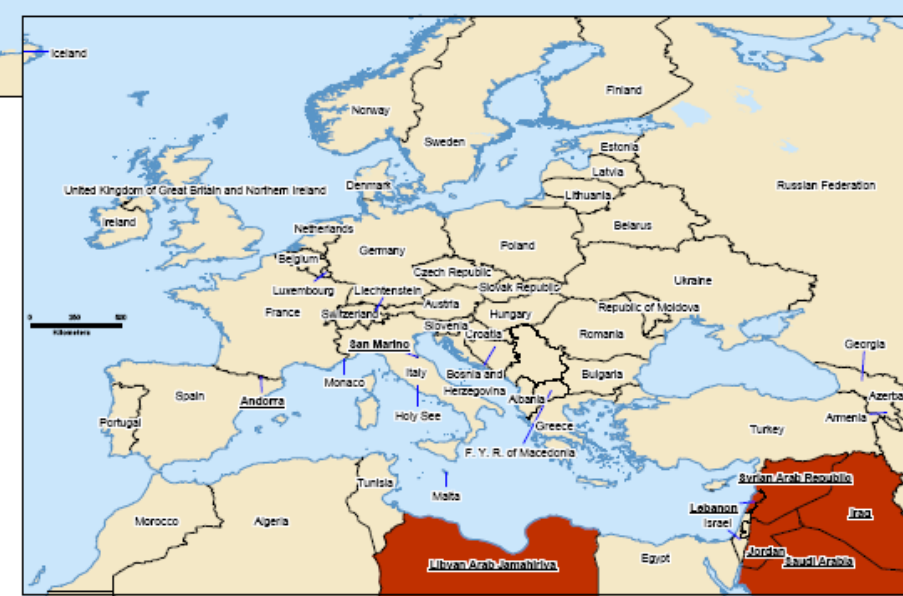 Iceland
Finland
Norway
Sweden
Estonia
Latvia
Russian Federation
United Kingdom of Great Britain and Northern Ireland
Denmark
Lithuania
Ireland
Belarus
Netherlands
Germany
Poland
Belgium
Czech Republic
Ukraine
Luxembourg
Liechtenstein
Slovak Republic
Austria
Republic of Moldova
France
Switzerland
Hungary
0 250 500
Kilometers
Slovenia
Croatia
Romania
San Marino
Georgia
Italy
Bosnia and
Herzegovina
Bulgaria
Monaco
Spain
Andorra
Albania
Azerba
Holy See
Armenia
Portugal
Greece
Turkey
F. Y. R. of Macedonia
Tunisia
Syrian Arab Republic
Malta
Lebanon
Iraq
Morocco
Algeria
Israel
Jordan
Egypt
Saudi Arabia
Libyan Arab Jamahiriya